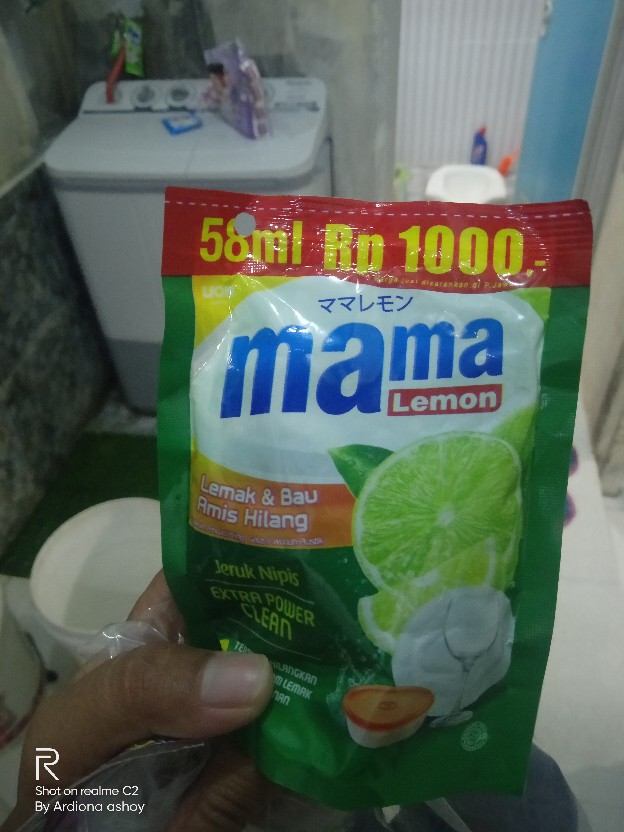 58ml Rp 1000,-
ママレモン
mama
Lemon
Lemak & Bau
Amis Hilang
Jeruk Nipis
EXTRA POWER
CLEAN
LEMAK
Shot on realme C2
By Ardiona ashoy